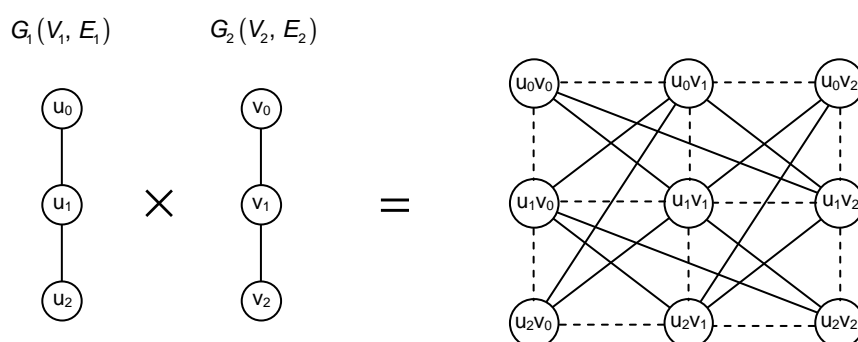 G₁(V₁, E₁) G₂(V₂, E₂)
u₀ v₀ u₀v₀ u₀v₁ u₀v₂
u₁ × v₁ = u₁v₀ u₁v₁ u₁v₂
u₂ v₂ u₂v₀ u₂v₁ u₂v₂